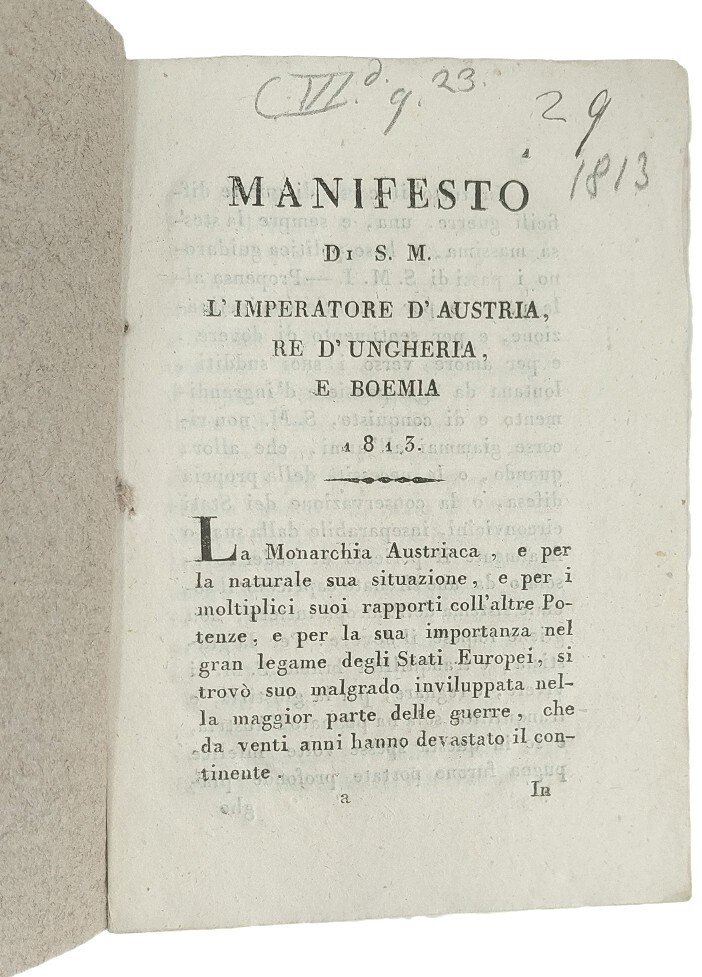 C.VII.d. 9. 23.
29
1813
MANIFESTO
DI S. M.
L'IMPERATORE D'AUSTRIA,
RE D'UNGHERIA,
E BOEMIA
1813.
La Monarchia Austriaca, e per
la naturale sua situazione, e per i
moltiplici suoi rapporti coll'altre Po-
tenze, e per la sua importanza nel
gran legame degli Stati Europei, si
trovò suo malgrado inviluppata nel-
la maggior parte delle guerre, che
da venti anni hanno devastato il con-
tinente.
a In